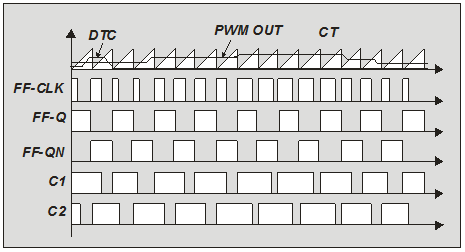 DTC PWM OUT CT
FF-CLK
FF-Q
FF-QN
C1
C2